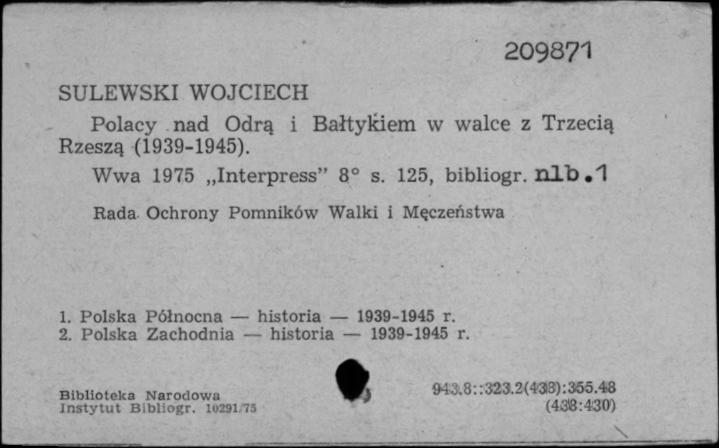 209871
SULEWSKI WOJCIECH
Polacy nad Odrą i Bałtykiem w walce z Trzecią
Rzeszą (1939-1945).
Wwa 1975 „Interpress” 8° s. 125, bibliogr. nlb.1
Rada Ochrony Pomników Walki i Męczeństwa
1. Polska Północna — historia — 1939-1945 r.
2. Polska Zachodnia — historia — 1939-1945 r.
Biblioteka Narodowa
Instytut Bibliogr. 10291/75
943.8::323.2(438):355.48
(438:430)